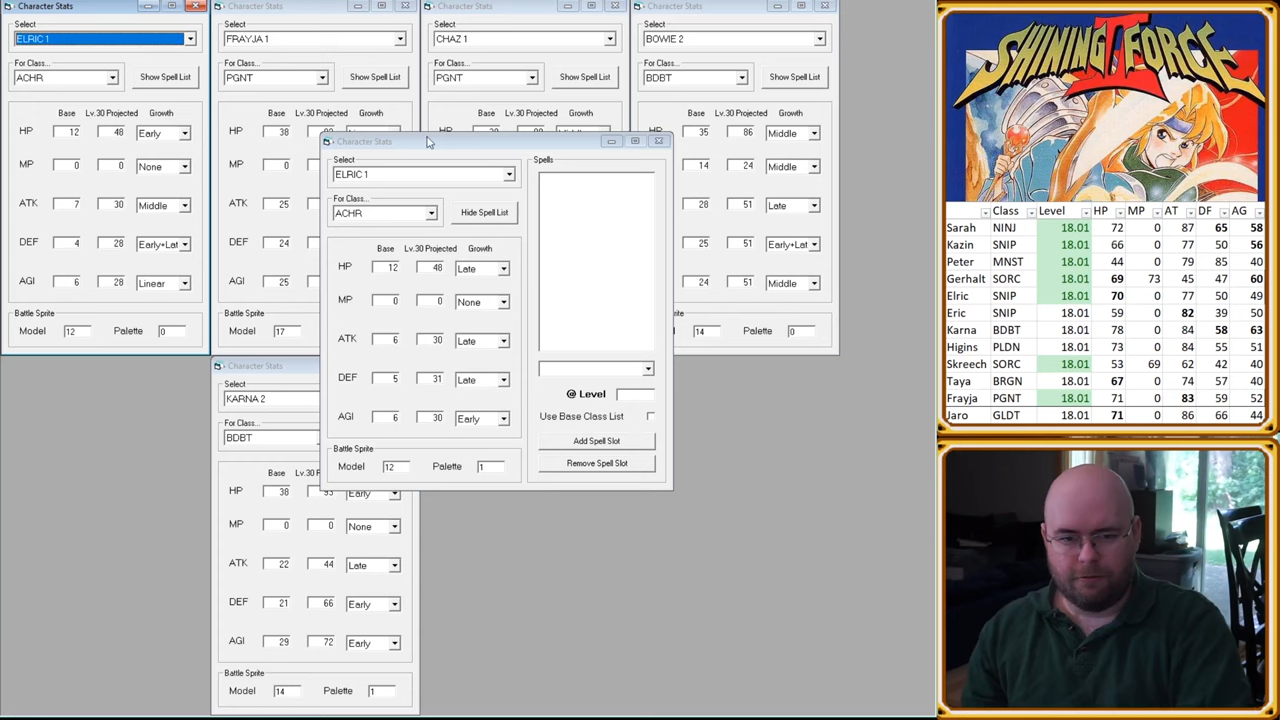 Character Stats
Select
ELRIC 1
For Class...
ACHR
Show Spell List
Base Lv.30 Projected Growth
HP 12 48 Early
MP 0 0 None
ATK 7 30 Middle
DEF 4 28 Early+Lat
AGI 6 28 Linear
Battle Sprite
Model 12 Palette 0
Character Stats
Select
FRAYJA 1
For Class...
PGNT
Show Spell List
Base Lv.30 Projected Growth
HP 38
MP 0
ATK 25
DEF 24
AGI 25
Battle Sprite
Model 17
Character Stats
Select
CHAZ 1
For Class...
PGNT
Show Spell List
Base Lv.30 Projected Growth
Character Stats
Select
BOWIE 2
For Class...
BDBT
Show Spell List
Base Lv.30 Projected Growth
35 86 Middle
14 24 Middle
28 51 Late
25 51 Early+Lat
24 51 Middle
14 Palette 0
Character Stats
Select
ELRIC 1
For Class...
ACHR
Hide Spell List
Base Lv.30 Projected Growth
HP 12 48 Late
MP 0 0 None
ATK 6 30 Late
DEF 5 31 Late
AGI 6 30 Early
Battle Sprite
Model 12 Palette 1
Spells
@ Level
Use Base Class List
Add Spell Slot
Remove Spell Slot
Character Stats
Select
KARNA 2
For Class...
BDBT
Base
HP 38 93 Early
MP 0 0 None
ATK 22 44 Late
DEF 21 66 Early
AGI 29 72 Early
Battle Sprite
Model 14 Palette 1
SHINING FORCE
II
Class Level HP MP AT DF AG
Sarah NINJ 18.01 72 0 87 65 58
Kazin SNIP 18.01 66 0 77 50 56
Peter MNST 18.01 44 0 79 85 40
Gerhalt SORC 18.01 69 73 45 47 60
Elric SNIP 18.01 70 0 77 50 49
Eric SNIP 18.01 59 0 82 39 50
Karna BDBT 18.01 78 0 84 58 63
Higins PLDN 18.01 73 0 84 55 51
Skreech SORC 18.01 53 69 62 42 40
Taya BRGN 18.01 67 0 74 57 40
Frayja PGNT 18.01 71 0 83 59 52
Jaro GLDT 18.01 71 0 86 66 44